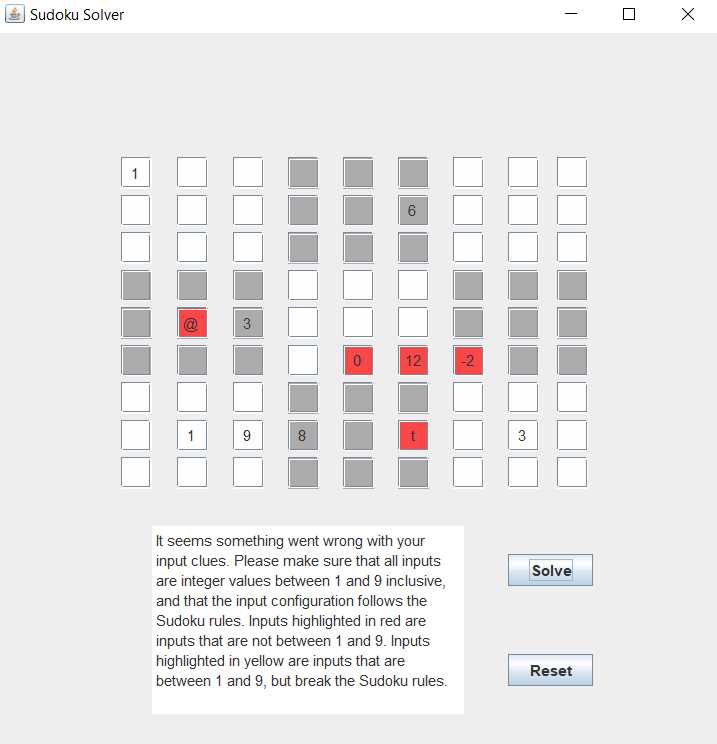 Sudoku Solver
1
6
@ 3
0 12 -2
1 9 8 t 3
It seems something went wrong with your
input clues. Please make sure that all inputs
are integer values between 1 and 9 inclusive,
and that the input configuration follows the
Sudoku rules. Inputs highlighted in red are
inputs that are not between 1 and 9. Inputs
highlighted in yellow are inputs that are
between 1 and 9, but break the Sudoku rules.
Solve
Reset